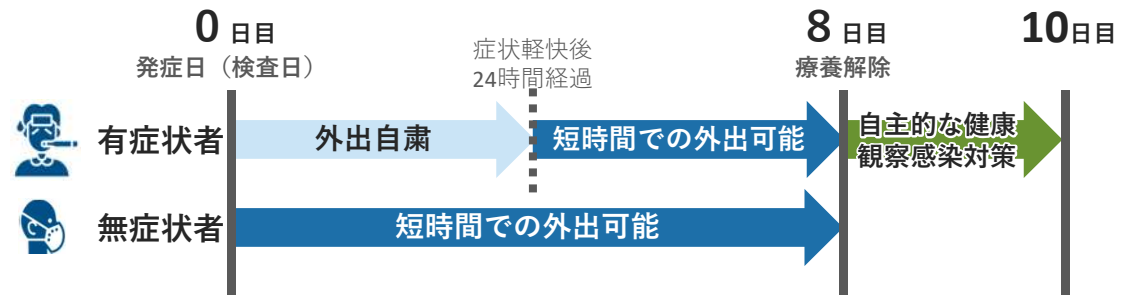 0 日目
発症日（検査日）
症状軽快後
24時間経過
8 日目
療養解除
10日目
有症状者
外出自粛
短時間での外出可能
自主的な健康
観察感染対策
無症状者
短時間での外出可能